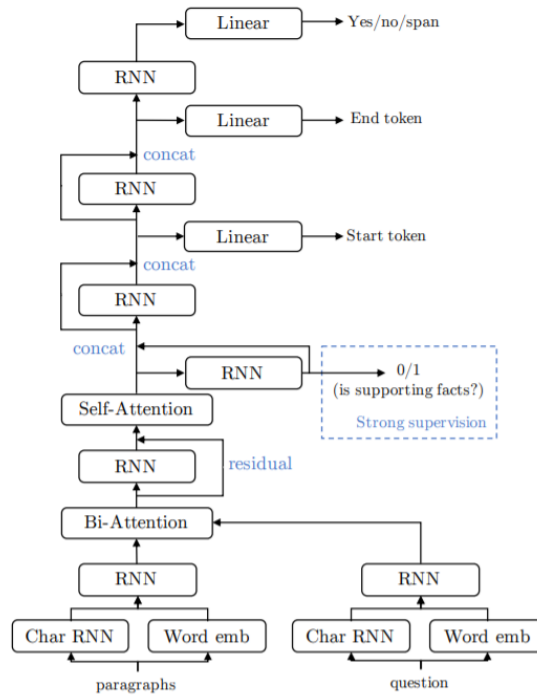 Linear
Yes/no/span
RNN
Linear
End token
concat
RNN
Linear
Start token
concat
RNN
concat
RNN
0/1
(is supporting facts?)
Strong supervision
Self-Attention
RNN
residual
Bi-Attention
RNN
RNN
Char RNN
Word emb
Char RNN
Word emb
paragraphs
question